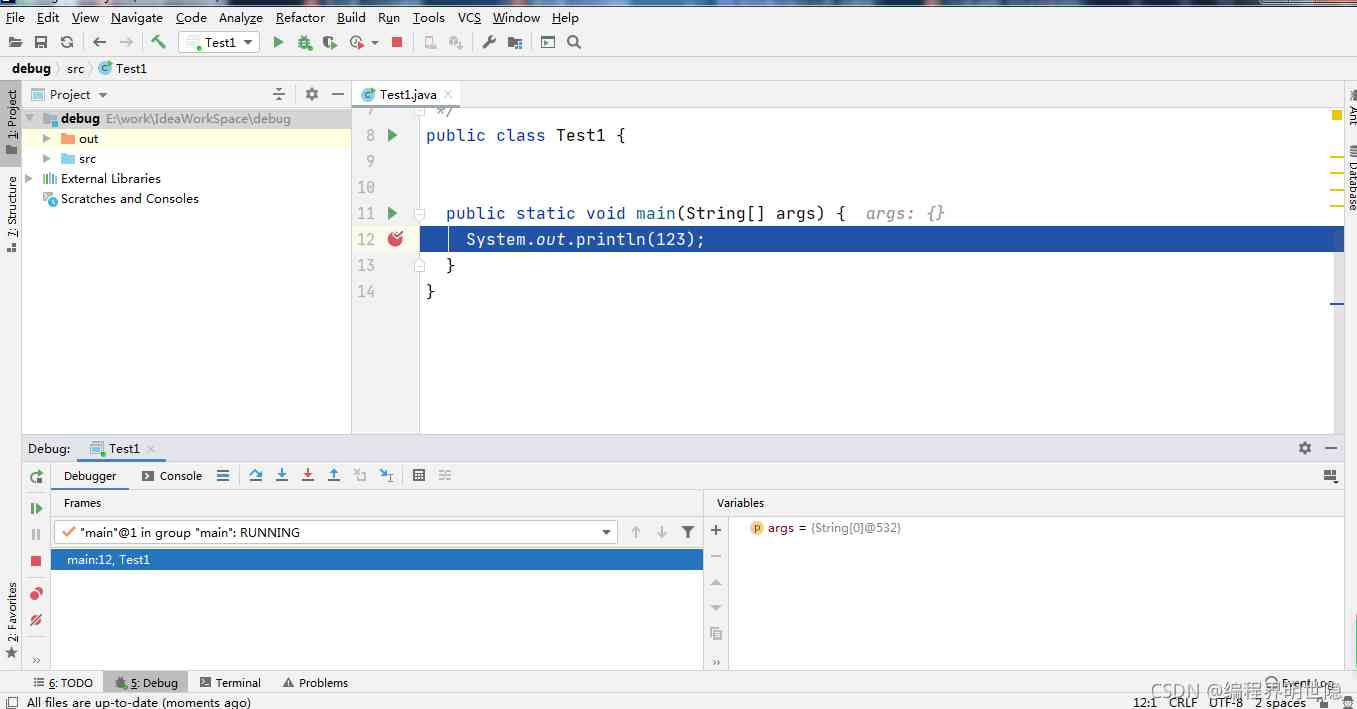 File Edit View Navigate Code Analyze Refactor Build Run Tools VCS Window Help
Test1
debug src Test1
1: Project
Project
debug E:\work\IdeaWorkSpace\debug
out
src
External Libraries
Scratches and Consoles
7: Structure
2: Favorites
Test1.java
7 */
8 public class Test1 {
9
10
11 public static void main(String[] args) { args: {}
12 System.out.println(123);
13 }
14 }
Ant
Database
Debug: Test1
Debugger Console
Frames
"main"@1 in group "main": RUNNING
main:12, Test1
Variables
args = {String[0]@532}
6: TODO 5: Debug Terminal Problems Event Log
All files are up-to-date (moments ago) 12:1 CRLF UTF-8 2 spaces
CSDN @编程界明世隐